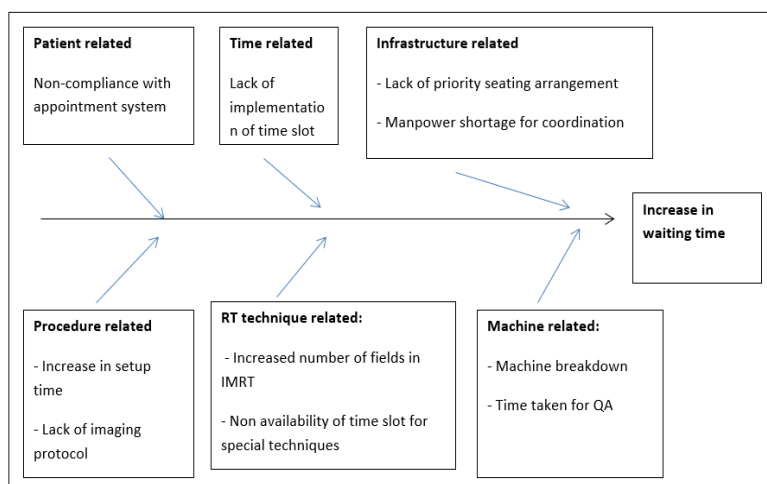 Patient related
Non-compliance with
appointment system
Time related
Lack of
implementatio
n of time slot
Infrastructure related
- Lack of priority seating arrangement
- Manpower shortage for coordination
Increase in
waiting time
Procedure related
- Increase in setup
time
- Lack of imaging
protocol
RT technique related:
- Increased number of fields in
IMRT
- Non availability of time slot for
special techniques
Machine related:
- Machine breakdown
- Time taken for QA